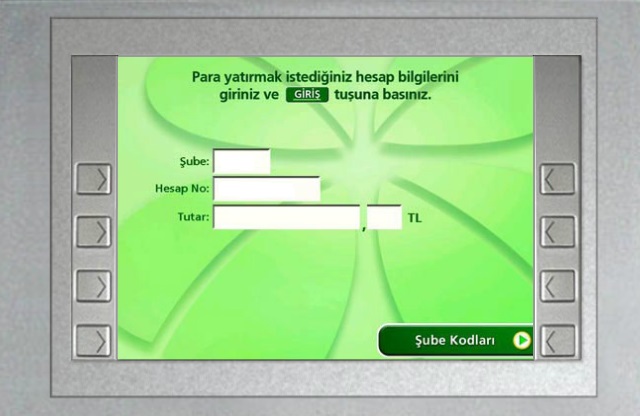 Para yatırmak istediğiniz hesap bilgilerini
giriniz ve GİRİŞ tuşuna basınız.
Şube:
Hesap No:
Tutar: , TL
Şube Kodları